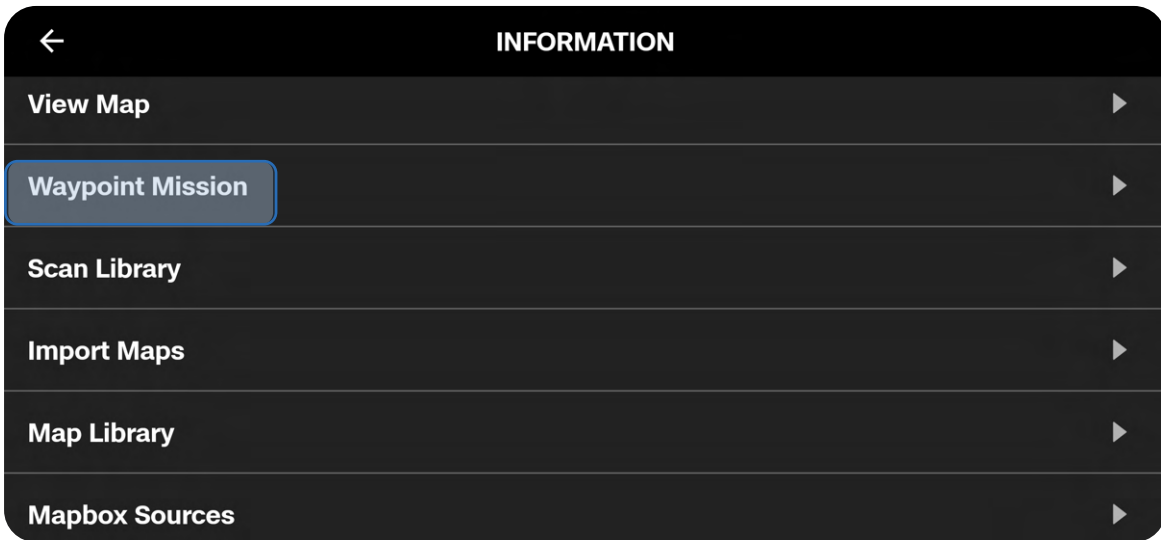 INFORMATION
View Map
Waypoint Mission
Scan Library
Import Maps
Map Library
Mapbox Sources